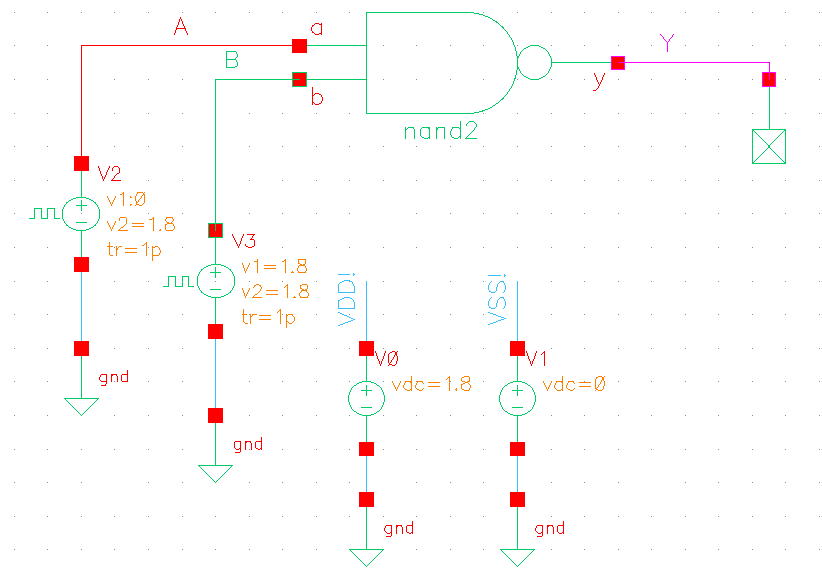 A
a
B
b
nand2
y
Y
V2
v1:0
v2=1.8
tr=1p
gnd
V3
v1=1.8
v2=1.8
tr=1p
gnd
VDD!
V0
vdc=1.8
gnd
VSS!
V1
vdc=0
gnd